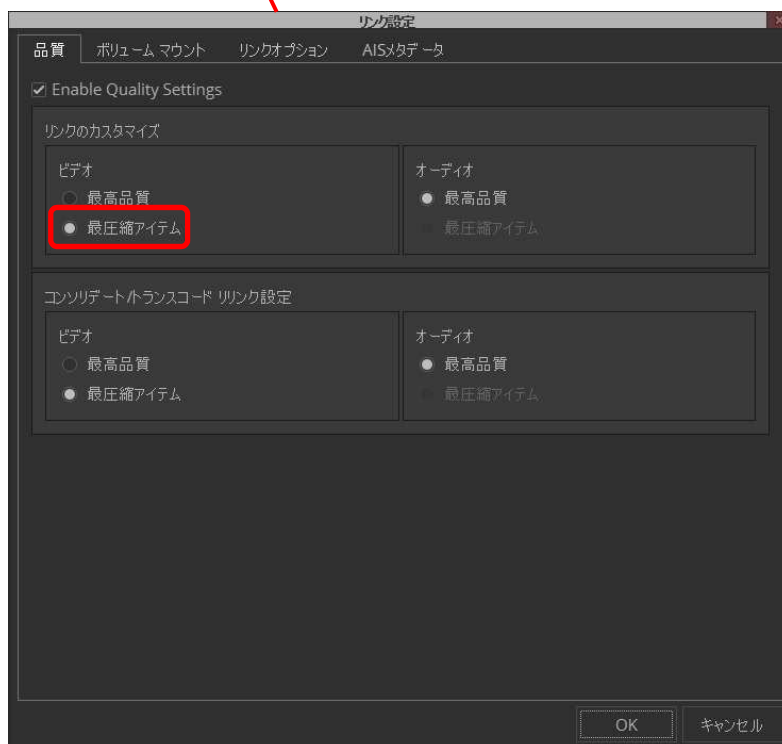 リンク設定
品質 ボリューム マウント リンクオプション AISメタデータ
Enable Quality Settings
リンクのカスタマイズ
ビデオ オーディオ
最高品質 最高品質
最圧縮アイテム 最圧縮アイテム
コンソリデート/トランスコード リリンク設定
ビデオ オーディオ
最高品質 最高品質
最圧縮アイテム 最圧縮アイテム
OK キャンセル